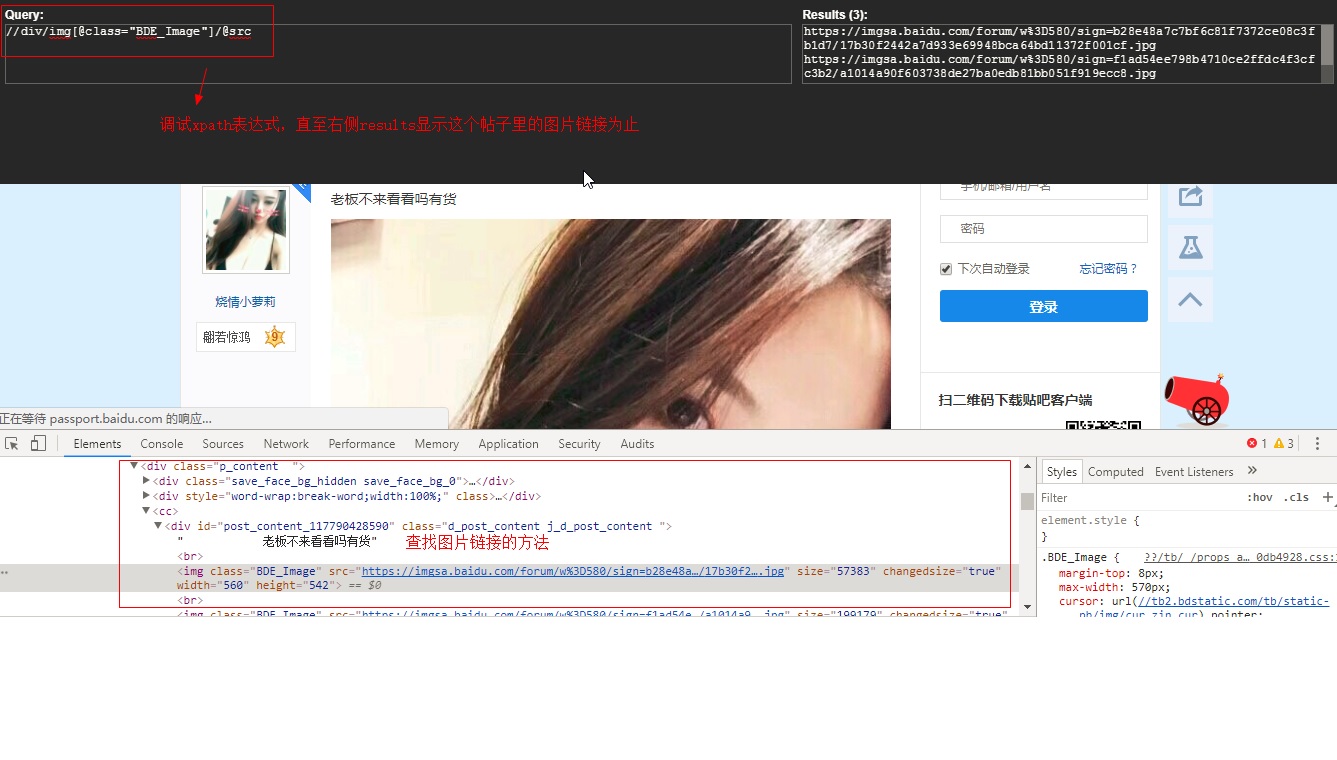 Query:
//div/img[@class="BDE_Image"]/@src
Results (3):
https://imgsa.baidu.com/forum/w%3D580/sign=b28e48a7c7bf6c81f7372ce08c3f
b1d7/17b30f2442a7d933e69948bca64bd11372f001cf.jpg
https://imgsa.baidu.com/forum/w%3D580/sign=f1ad54ee798b4710ce2ffdc4f3cf
c3b2/a1014a90f603738de27ba0edb81bb051f919ecc8.jpg
调试xpath表达式，直至右侧results显示这个帖子里的图片链接为止
老板不来看看吗有货
手机/邮箱/用户名
密码
下次自动登录 忘记密码？
登录
烧情小萝莉
翩若惊鸿 9
扫二维码下载贴吧客户端
正在等待 passport.baidu.com 的响应...
Elements Console Sources Network Performance Memory Application Security Audits 1 3
<div class="p_content  ">
<div class="save_face_bg_hidden save_face_bg_0">…</div>
<div style="word-wrap:break-word;width:100%;" class>…</div>
<cc>
<div id="post_content_117790428590" class="d_post_content j_d_post_content ">
" 老板不来看看吗有货"
查找图片链接的方法
<br>
<img class="BDE_Image" src="https://imgsa.baidu.com/forum/w%3D580/sign=b28e48a…/17b30f2….jpg" size="57383" changedsize="true"
width="560" height="542"> == $0
<br>
<img class="BDE_Image" src="https://imgsa.baidu.com/forum/w%3D580/sign=f1ad54e…/a1014a9….jpg" size="199179" changedsize="true"
Styles Computed Event Listeners »
Filter :hov .cls +
element.style {
}
.BDE_Image { ??/tb/_/props a…0db4928.css:1
margin-top: 8px;
max-width: 570px;
cursor: url(//tb2.bdstatic.com/tb/static-
pb/img/cur_zin.cur),pointer;